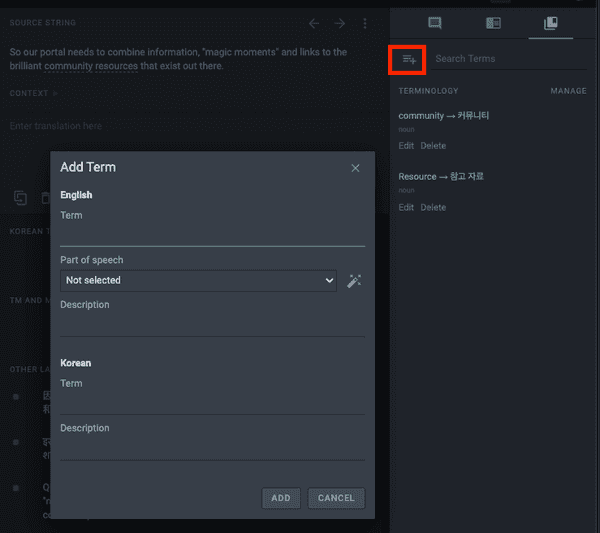 SOURCE STRING
So our portal needs to combine information, "magic moments" and links to the
brilliant community resources that exist out there.
CONTEXT
Enter translation here
KOREAN T
TM AND M
OTHER LA
Add Term
English
Term
Part of speech
Not selected
Description
Korean
Term
Description
ADD
CANCEL
Search Terms
TERMINOLOGY
MANAGE
community → 커뮤니티
noun
Edit Delete
Resource → 참고 자료
noun
Edit Delete